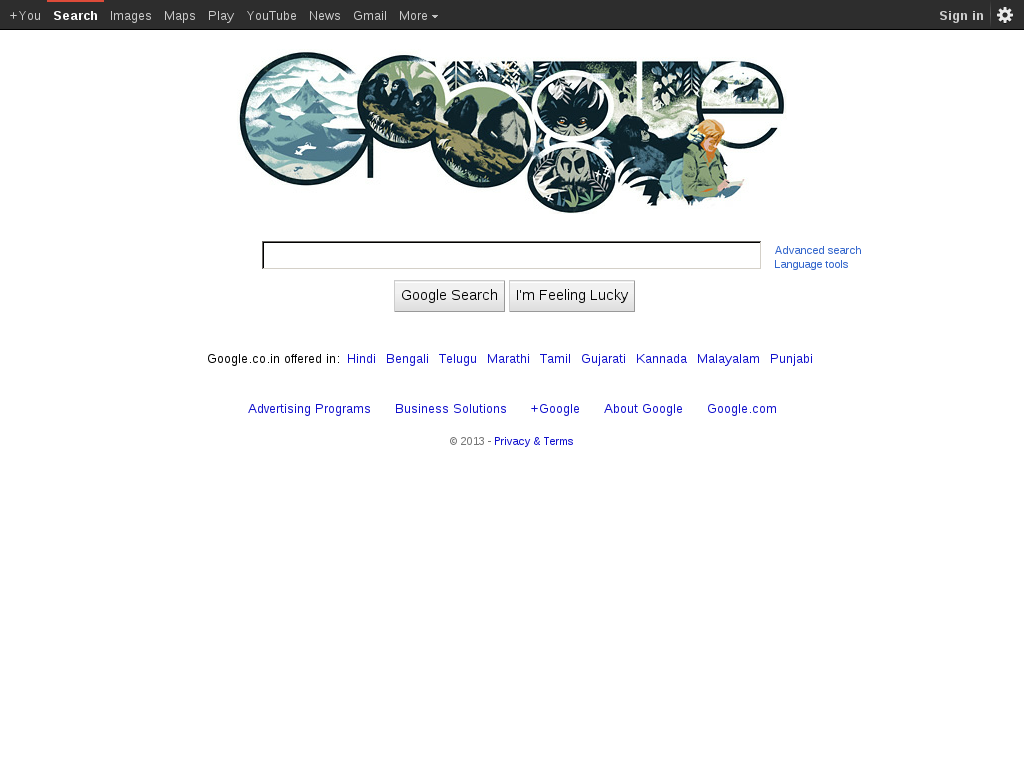 +You Search Images Maps Play YouTube News Gmail More Sign in
Google
Advanced search
Language tools
Google Search I'm Feeling Lucky
Google.co.in offered in: Hindi Bengali Telugu Marathi Tamil Gujarati Kannada Malayalam Punjabi
Advertising Programs Business Solutions +Google About Google Google.com
© 2013 - Privacy & Terms